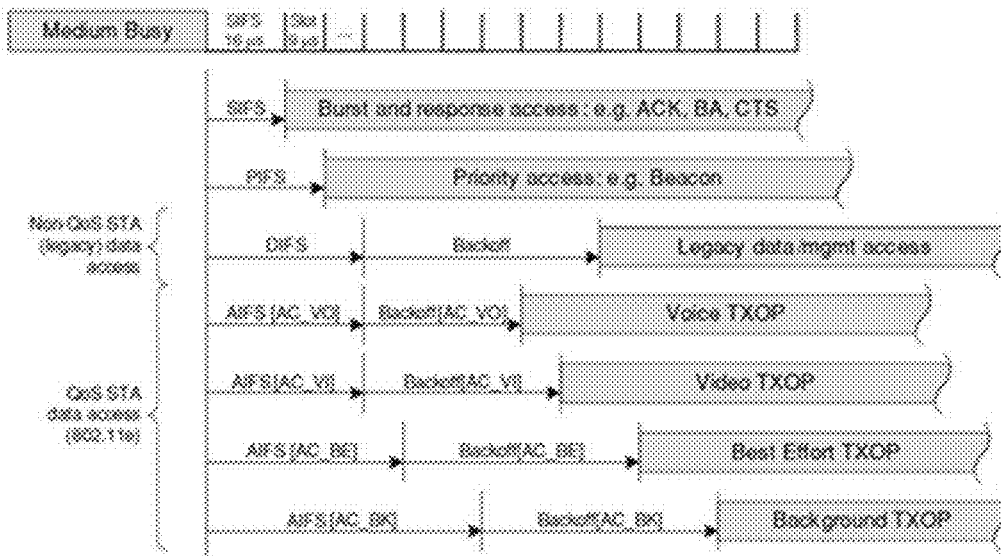 Medium Busy
SIFS
16 µs
Slot
9 µs
...
SIFS
Burst and response access: e.g. ACK, BA, CTS
PIFS
Priority access: e.g. Beacon
Non-QoS STA
(legacy) data
access
DIFS
Backoff
Legacy data mgmt access
AIFS [AC_VO]
Backoff[AC_VO]
Voice TXOP
AIFS[AC_VI]
Backoff[AC_VI]
Video TXOP
QoS STA
data access
(802.11e)
AIFS [AC_BE]
Backoff[AC_BE]
Best Effort TXOP
AIFS[AC_BK]
Backoff[AC_BK]
Background TXOP